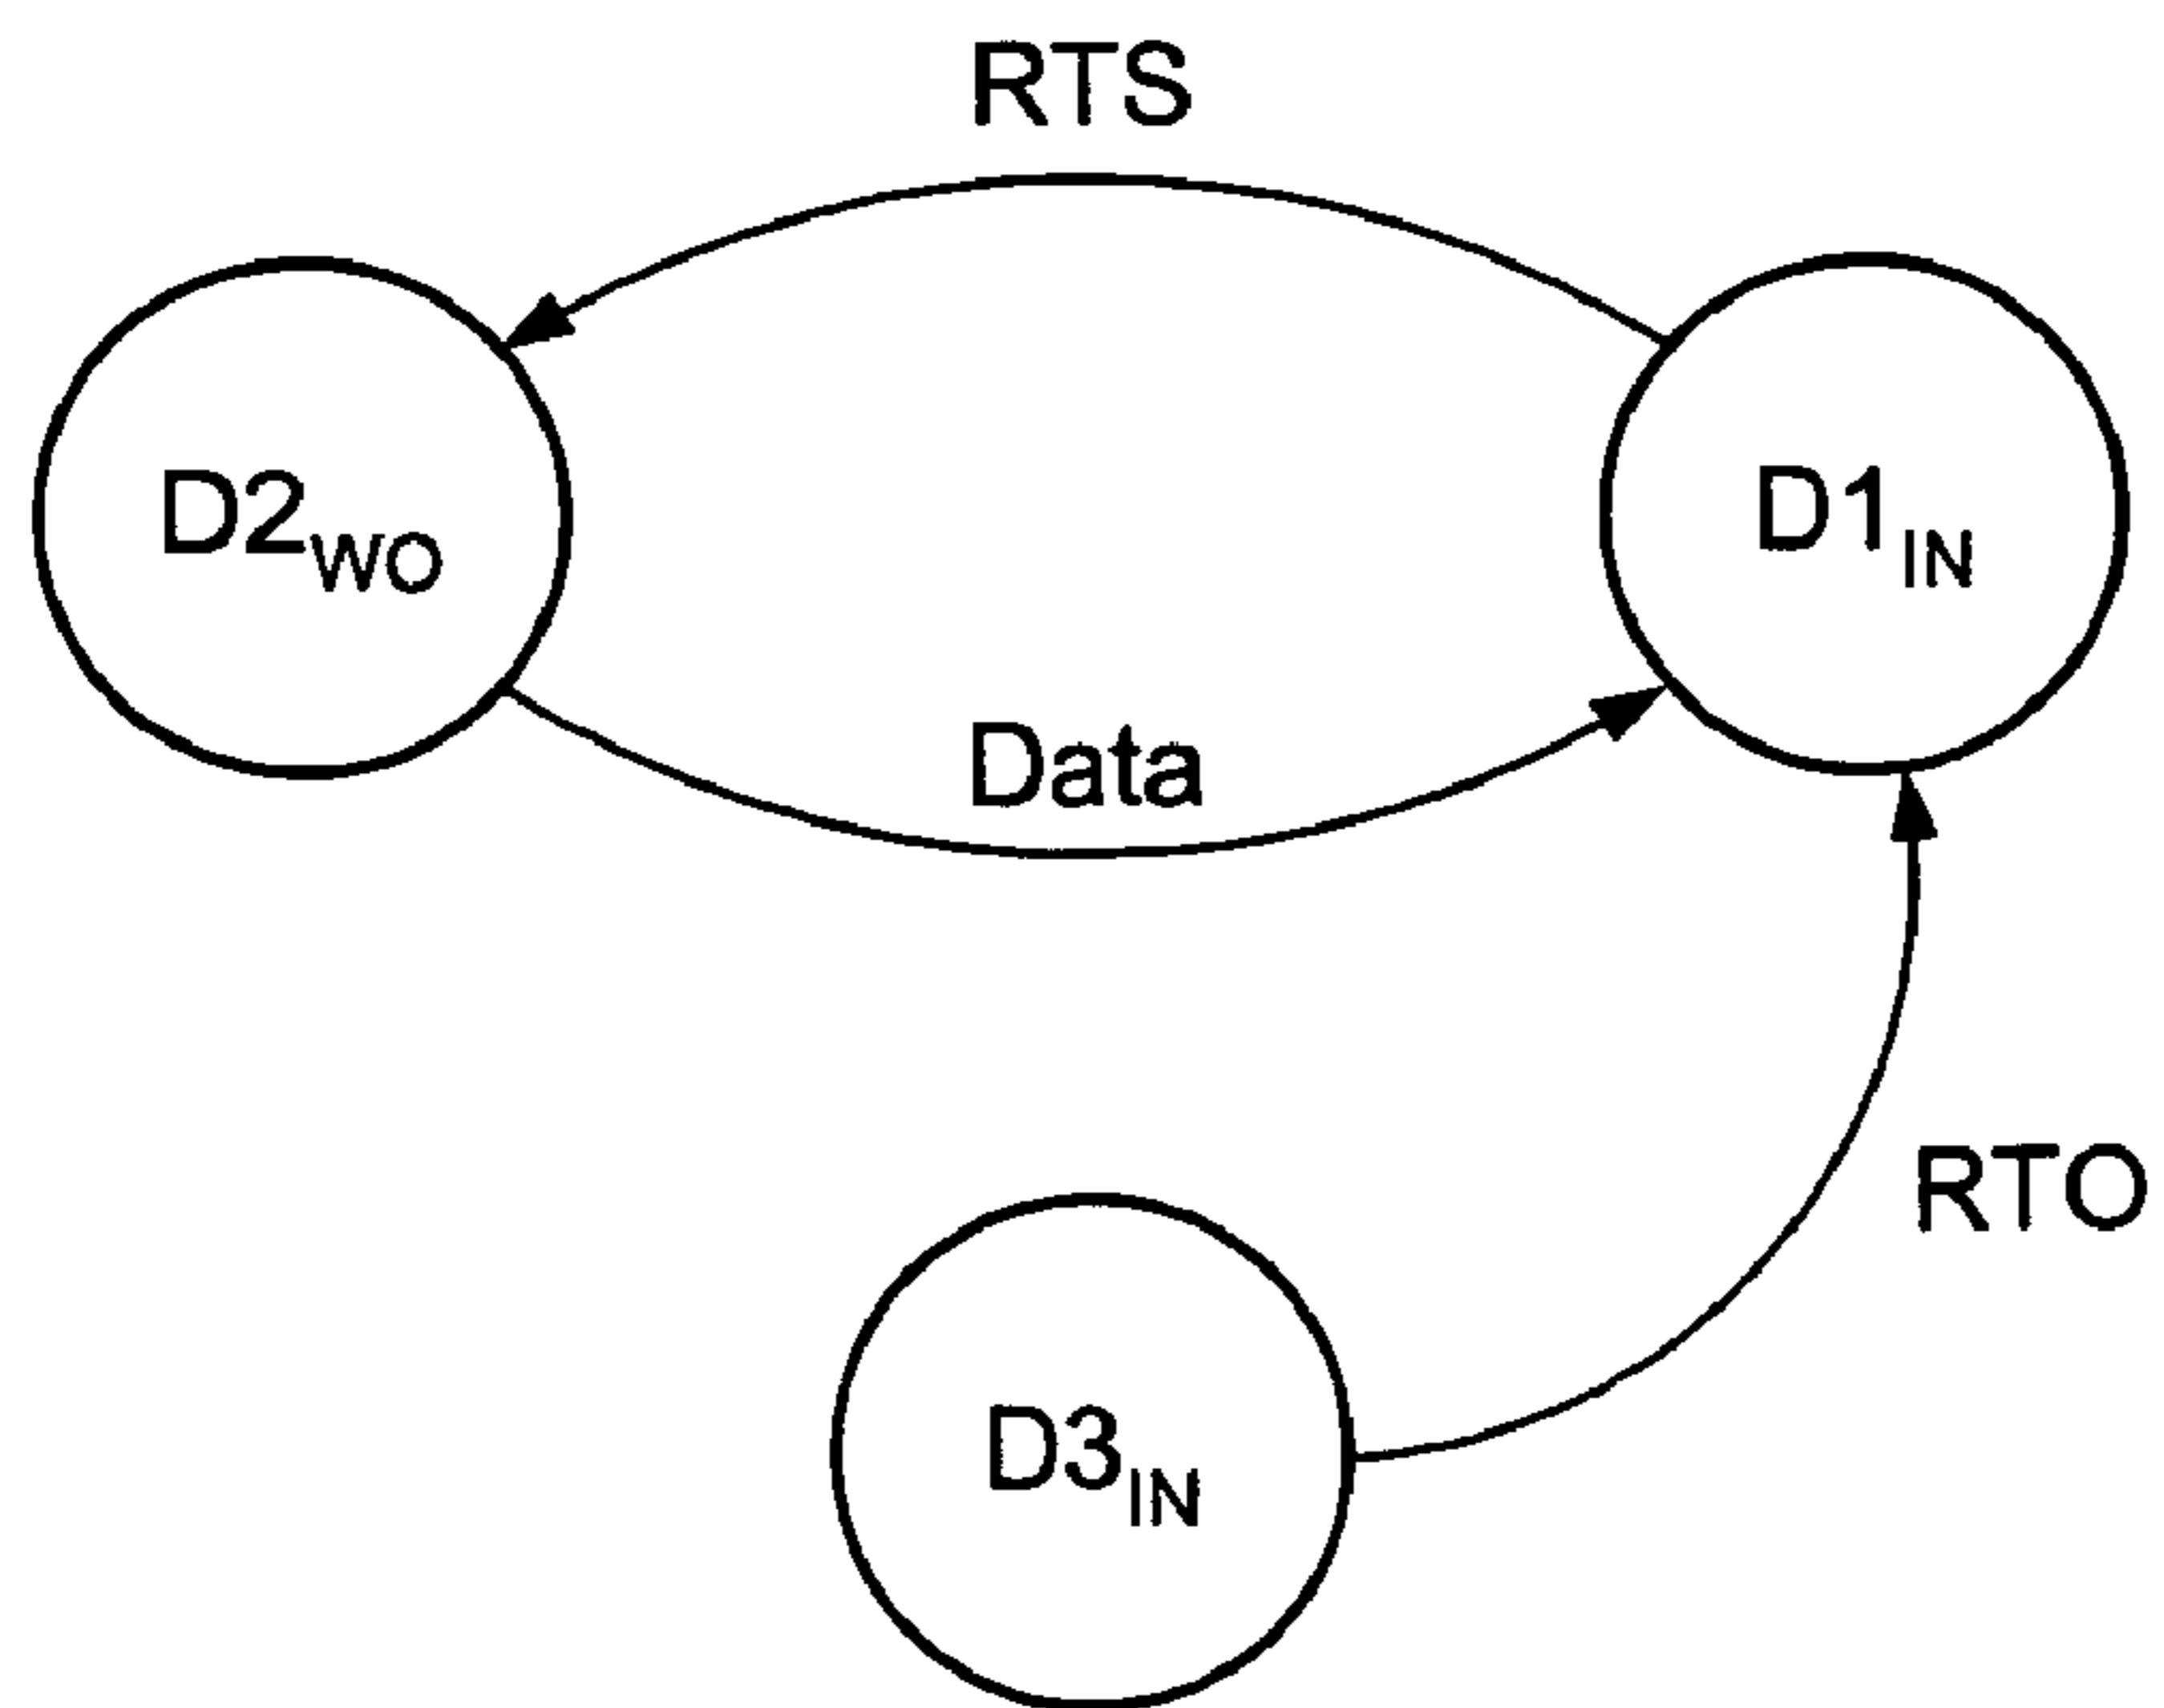 RTS
D2WO
D1IN
Data
RTO
D3IN